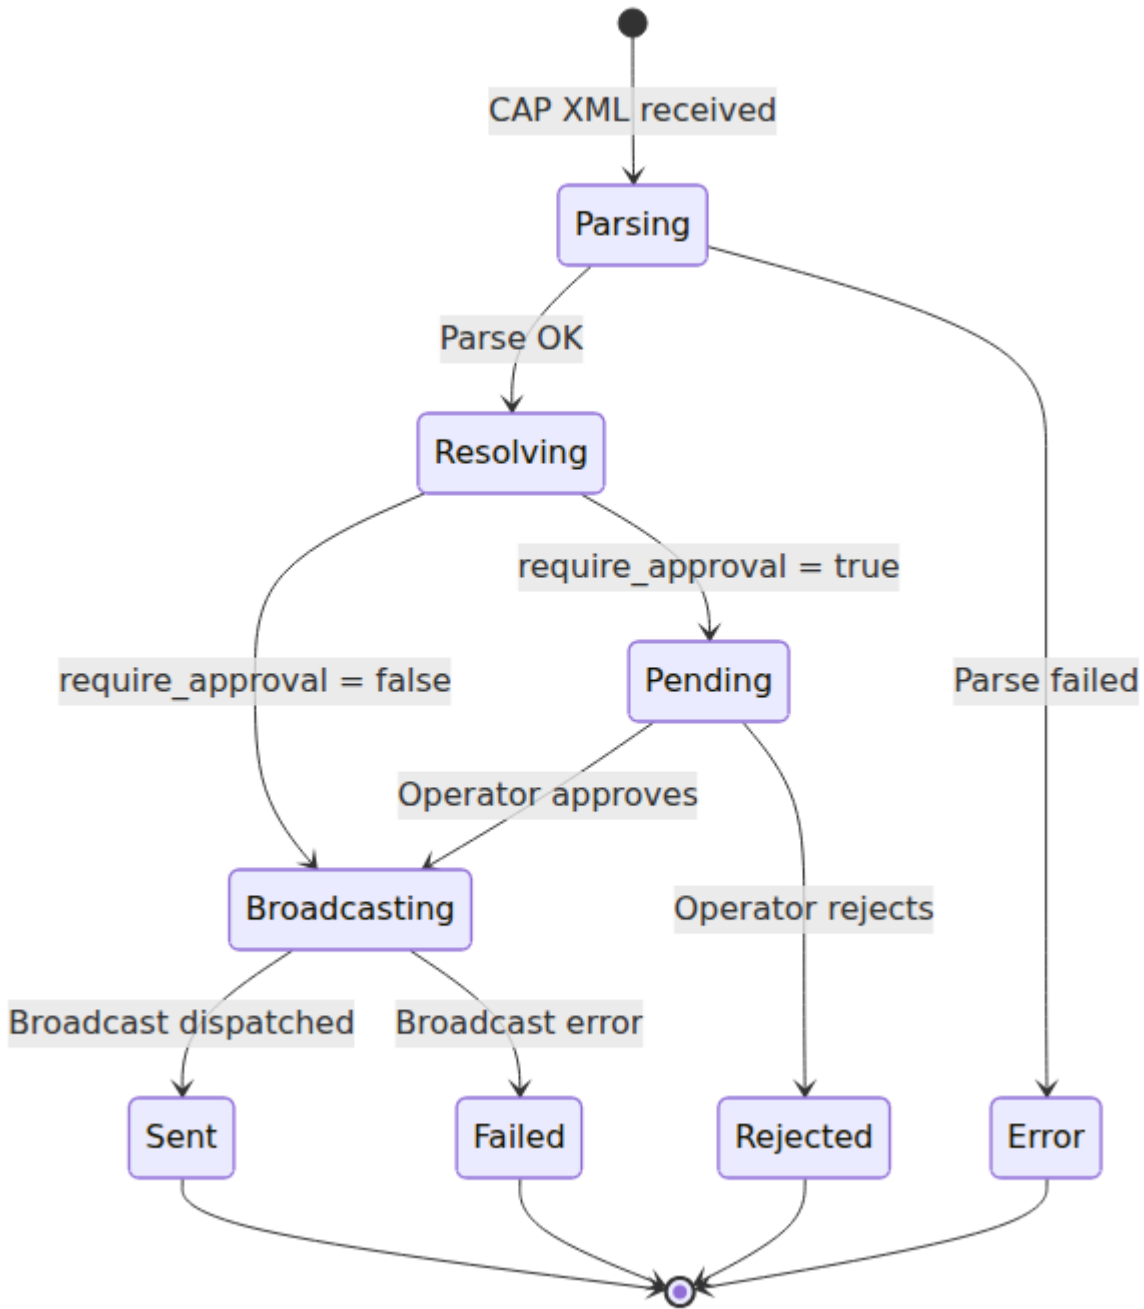 CAP XML received
Parsing
Parse OK
Resolving
require_approval = true
require_approval = false
Pending
Parse failed
Operator approves
Broadcasting
Operator rejects
Broadcast dispatched
Broadcast error
Sent
Failed
Rejected
Error